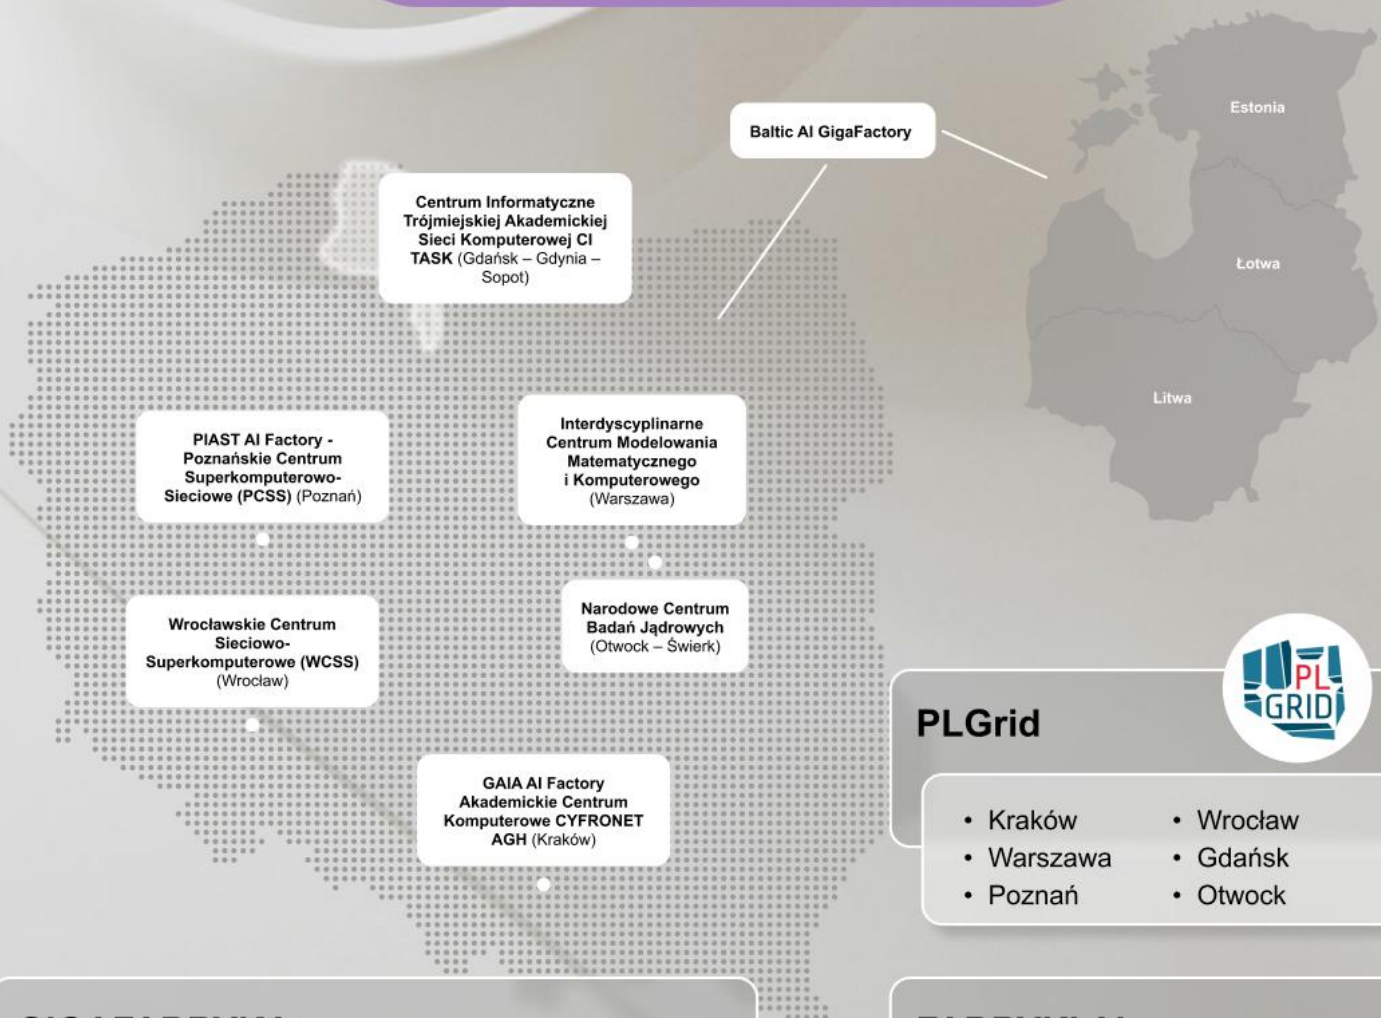 Baltic AI GigaFactory
Estonia
Łotwa
Litwa
Centrum Informatyczne
Trójmiejskiej Akademickiej
Sieci Komputerowej CI
TASK (Gdańsk – Gdynia –
Sopot)
PIAST AI Factory -
Poznańskie Centrum
Superkomputerowo-
Sieciowe (PCSS) (Poznań)
Interdyscyplinarne
Centrum Modelowania
Matematycznego
i Komputerowego
(Warszawa)
Wrocławskie Centrum
Sieciowo-
Superkomputerowe (WCSS)
(Wrocław)
Narodowe Centrum
Badań Jądrowych
(Otwock – Świerk)
GAIA AI Factory
Akademickie Centrum
Komputerowe CYFRONET
AGH (Kraków)
PLGrid
PL
GRID
• Kraków
• Warszawa
• Poznań
• Wrocław
• Gdańsk
• Otwock